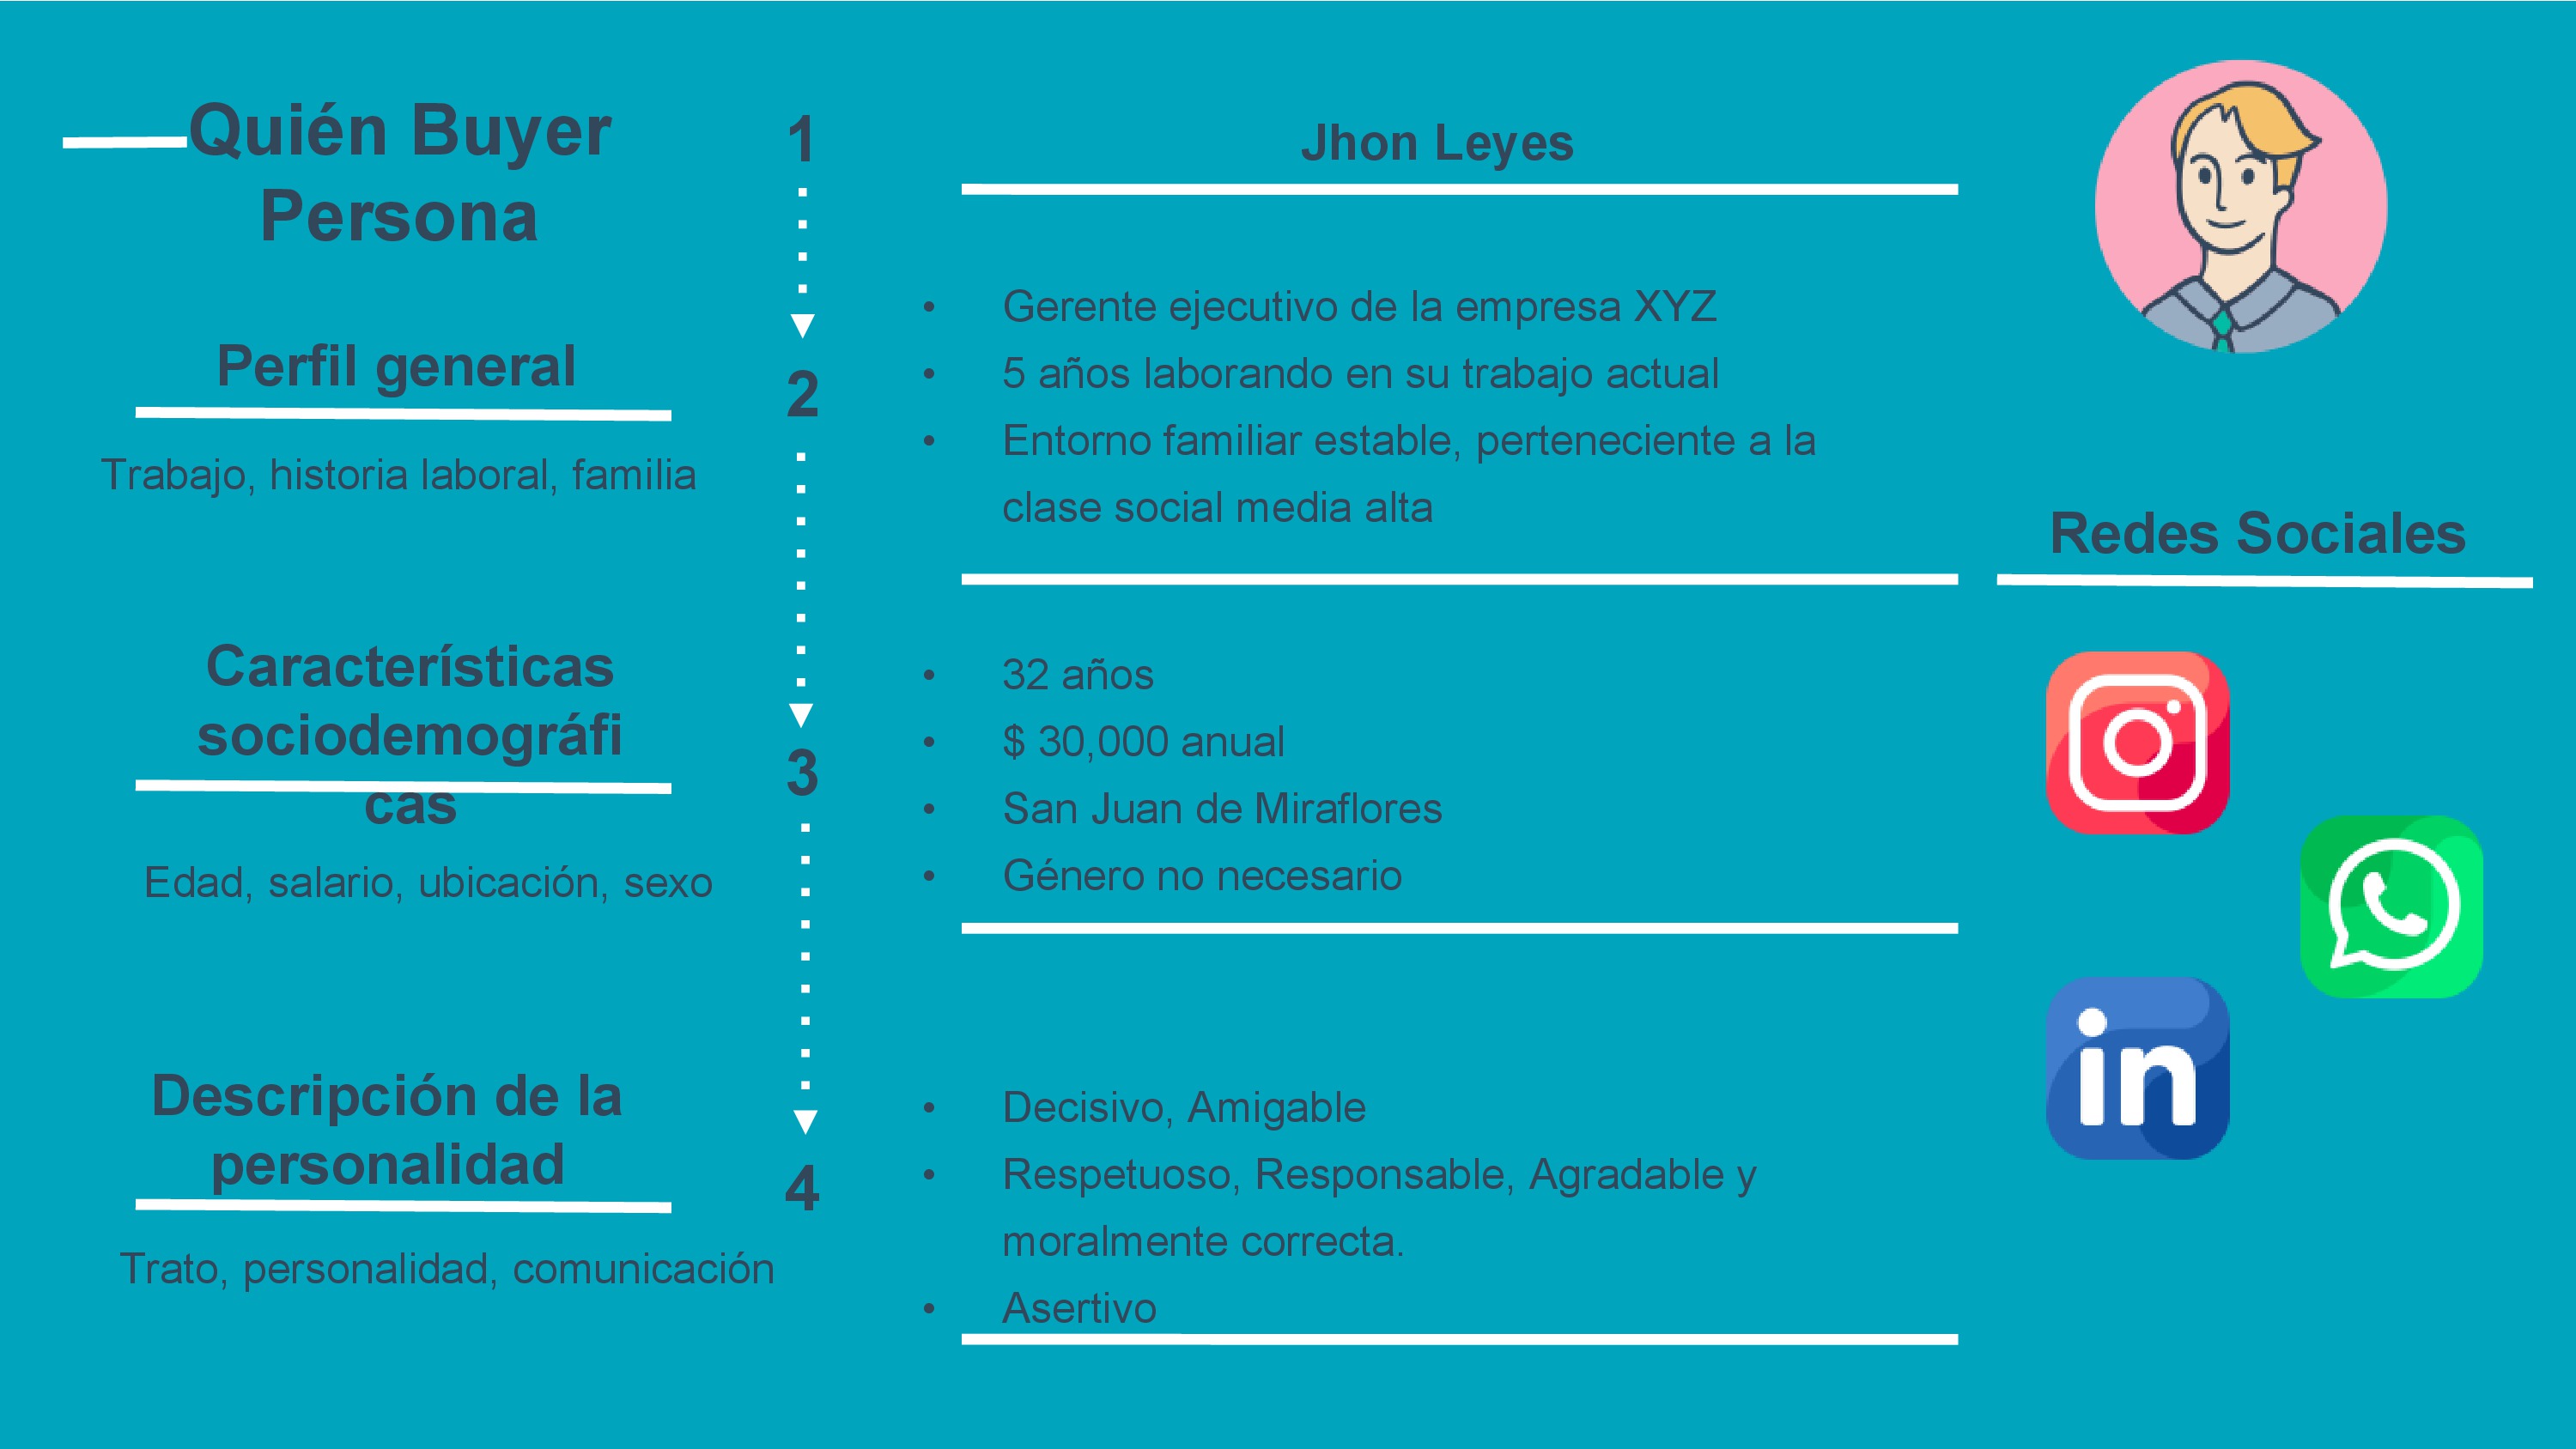 Quién Buyer
Persona
1
Jhon Leyes
Perfil general
Trabajo, historia laboral, familia
2
• Gerente ejecutivo de la empresa XYZ
• 5 años laborando en su trabajo actual
• Entorno familiar estable, perteneciente a la
clase social media alta
Redes Sociales
Características
sociodemográfi
cas
Edad, salario, ubicación, sexo
3
• 32 años
• $ 30,000 anual
• San Juan de Miraflores
• Género no necesario
in
Descripción de la
personalidad
Trato, personalidad, comunicación
4
• Decisivo, Amigable
• Respetuoso, Responsable, Agradable y
moralmente correcta.
• Asertivo